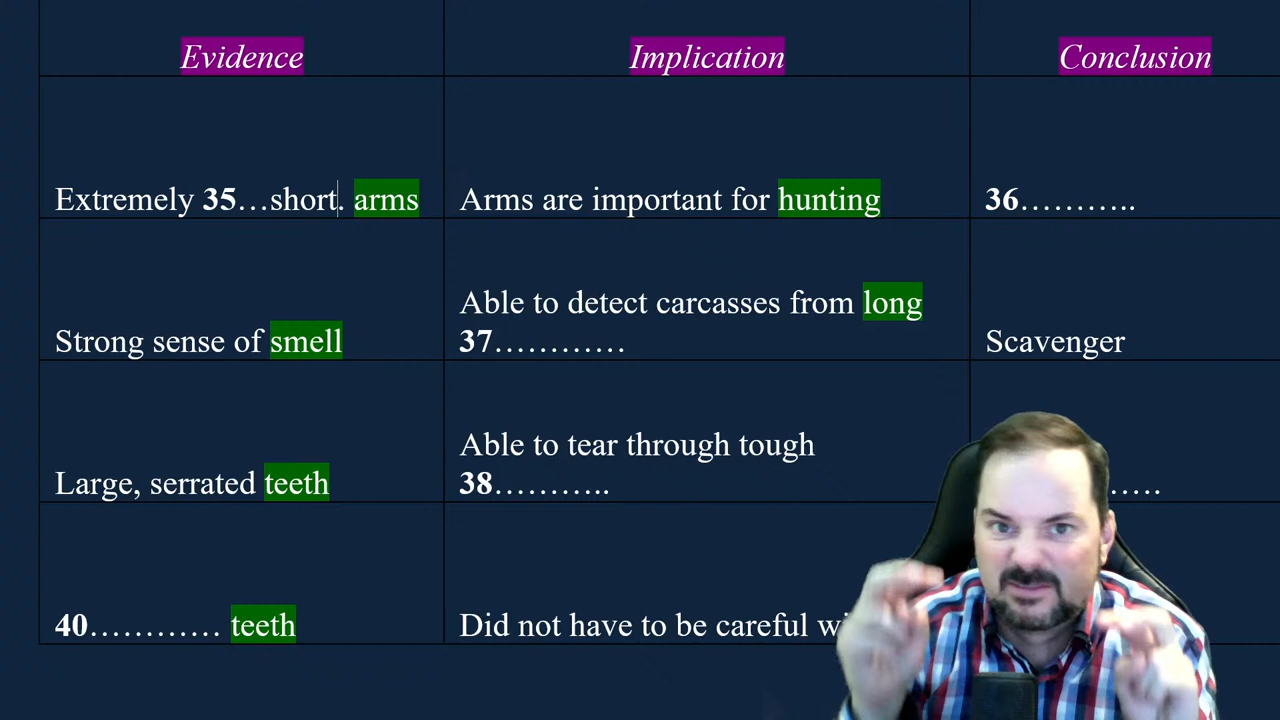 Evidence
Implication
Conclusion
Extremely 35…short. arms
Arms are important for hunting
36………..
Able to detect carcasses from long
Strong sense of smell
37…………
Scavenger
Able to tear through tough
Large, serrated teeth
38………..
…..
40………… teeth
Did not have to be careful